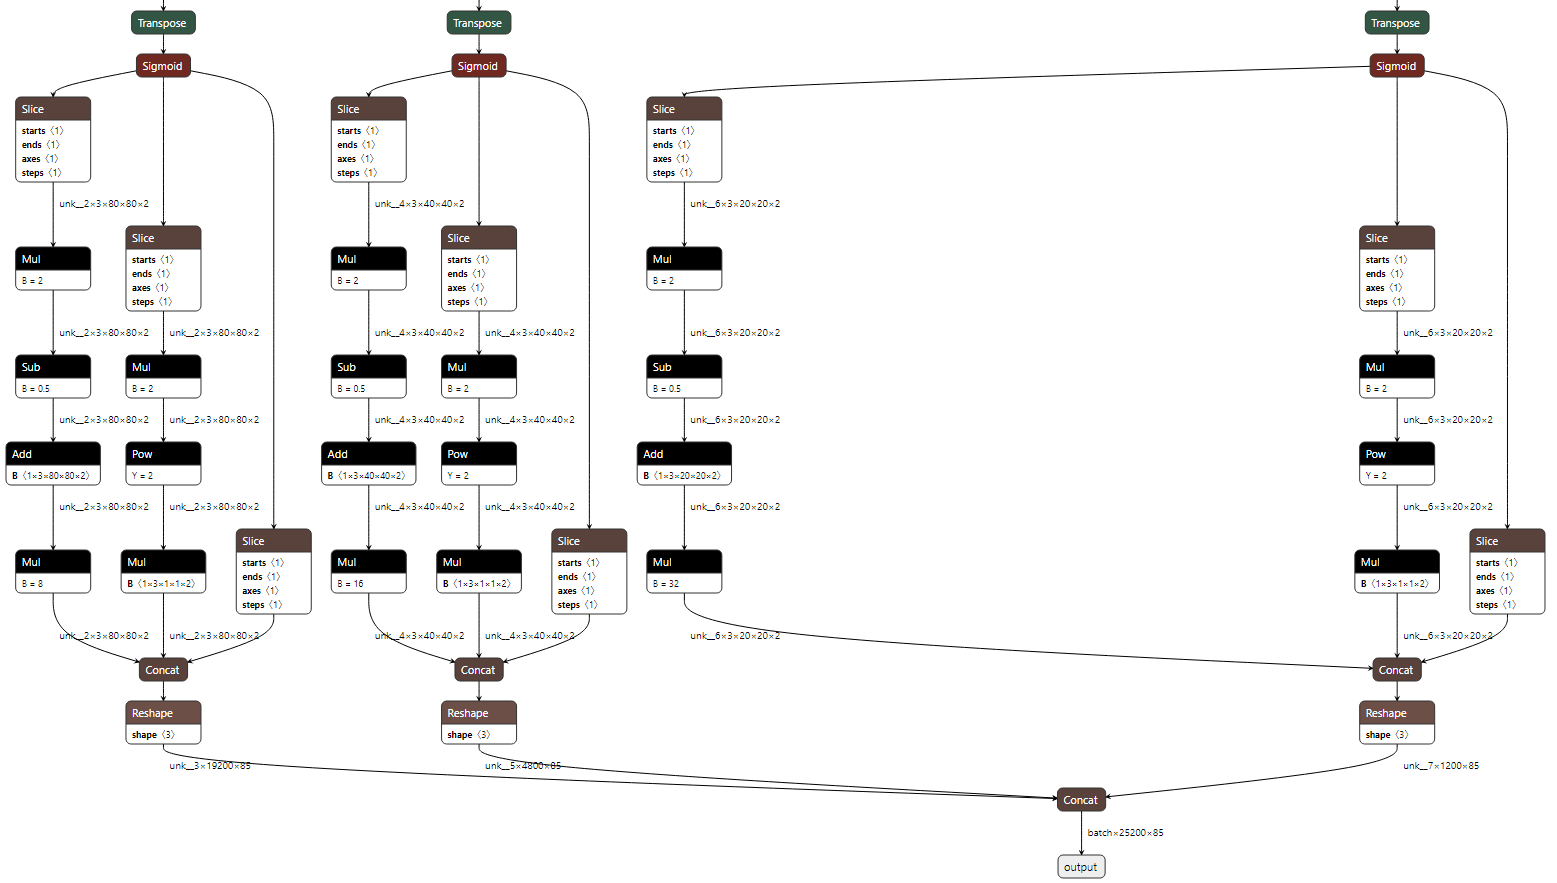 Transpose
Transpose
Transpose
Sigmoid
Sigmoid
Sigmoid
Slice
starts 〈1〉
ends 〈1〉
axes 〈1〉
steps 〈1〉
Slice
starts 〈1〉
ends 〈1〉
axes 〈1〉
steps 〈1〉
Slice
starts 〈1〉
ends 〈1〉
axes 〈1〉
steps 〈1〉
unk__2×3×80×80×2
unk__4×3×40×40×2
unk__6×3×20×20×2
Mul
B = 2
Slice
starts 〈1〉
ends 〈1〉
axes 〈1〉
steps 〈1〉
Mul
B = 2
Slice
starts 〈1〉
ends 〈1〉
axes 〈1〉
steps 〈1〉
Mul
B = 2
Slice
starts 〈1〉
ends 〈1〉
axes 〈1〉
steps 〈1〉
unk__2×3×80×80×2
unk__2×3×80×80×2
unk__4×3×40×40×2
unk__4×3×40×40×2
unk__6×3×20×20×2
unk__6×3×20×20×2
Sub
B = 0.5
Mul
B = 2
Sub
B = 0.5
Mul
B = 2
Sub
B = 0.5
Mul
B = 2
unk__2×3×80×80×2
unk__2×3×80×80×2
unk__4×3×40×40×2
unk__4×3×40×40×2
unk__6×3×20×20×2
unk__6×3×20×20×2
Add
B 〈1×3×80×80×2〉
Pow
Y = 2
Add
B 〈1×3×40×40×2〉
Pow
Y = 2
Add
B 〈1×3×20×20×2〉
Pow
Y = 2
unk__2×3×80×80×2
unk__2×3×80×80×2
unk__4×3×40×40×2
unk__4×3×40×40×2
unk__6×3×20×20×2
unk__6×3×20×20×2
Mul
B = 8
Mul
B 〈1×3×1×1×2〉
Slice
starts 〈1〉
ends 〈1〉
axes 〈1〉
steps 〈1〉
Mul
B = 16
Mul
B 〈1×3×1×1×2〉
Slice
starts 〈1〉
ends 〈1〉
axes 〈1〉
steps 〈1〉
Mul
B = 32
Mul
B 〈1×3×1×1×2〉
Slice
starts 〈1〉
ends 〈1〉
axes 〈1〉
steps 〈1〉
unk__2×3×80×80×2
unk__2×3×80×80×2
unk__4×3×40×40×2
unk__4×3×40×40×2
unk__6×3×20×20×2
unk__6×3×20×20×2
Concat
Concat
Concat
Reshape
shape 〈3〉
Reshape
shape 〈3〉
Reshape
shape 〈3〉
unk__3×19200×85
unk__5×4800×85
unk__7×1200×85
Concat
batch×25200×85
output